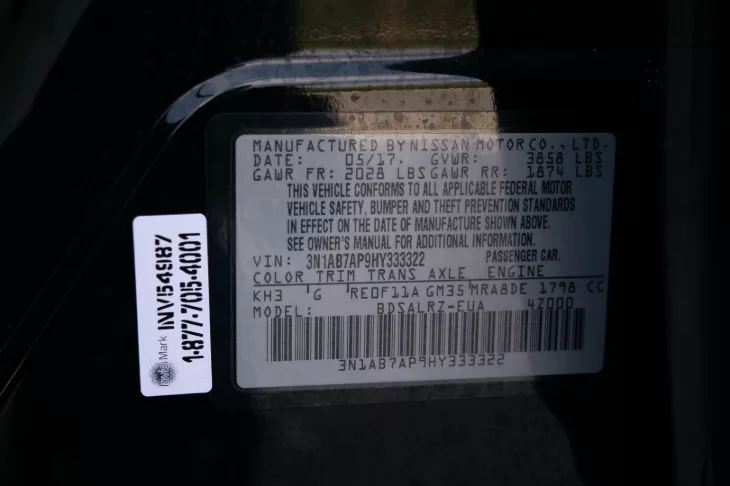 MANUFACTURED BY NISSAN MOTOR CO., LTD.
DATE: 05/17. GVWR: 3858 LBS
GAWR FR: 2028 LBS GAWR RR: 1874 LBS
THIS VEHICLE CONFORMS TO ALL APPLICABLE FEDERAL MOTOR
VEHICLE SAFETY, BUMPER AND THEFT PREVENTION STANDARDS
IN EFFECT ON THE DATE OF MANUFACTURE SHOWN ABOVE.
SEE OWNER'S MANUAL FOR ADDITIONAL INFORMATION.
VIN: 3N1AB7AP9HY333322 PASSENGER CAR.
COLOR TRIM TRANS AXLE ENGINE
KH3 G RE0F11A GM35 MRA8DE 1798 CC
MODEL: BDSALRZ-EUA 4Z000
3N1AB7AP9HY333322
Mark INV54987
1-877-705-4001